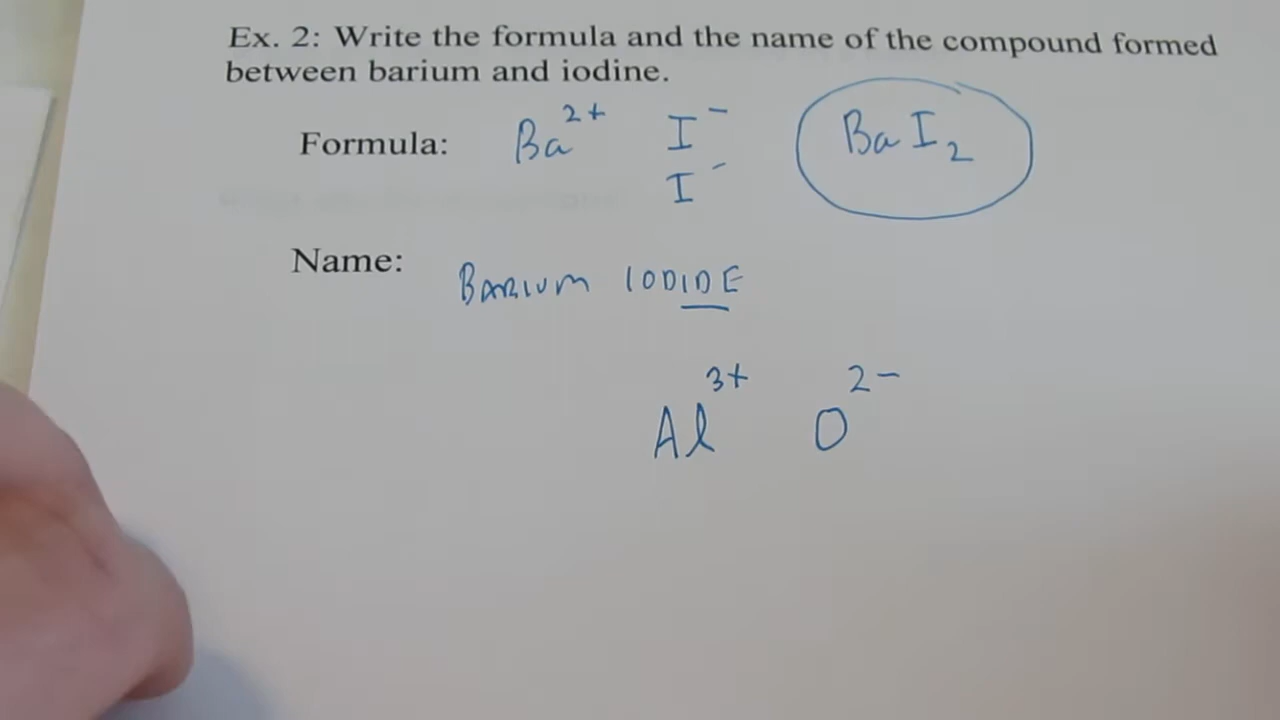 Ex. 2: Write the formula and the name of the compound formed
between barium and iodine.
Formula: Ba²⁺ I⁻ BaI₂
I⁻
Name: BARIUM IODIDE
Al³⁺ O²⁻